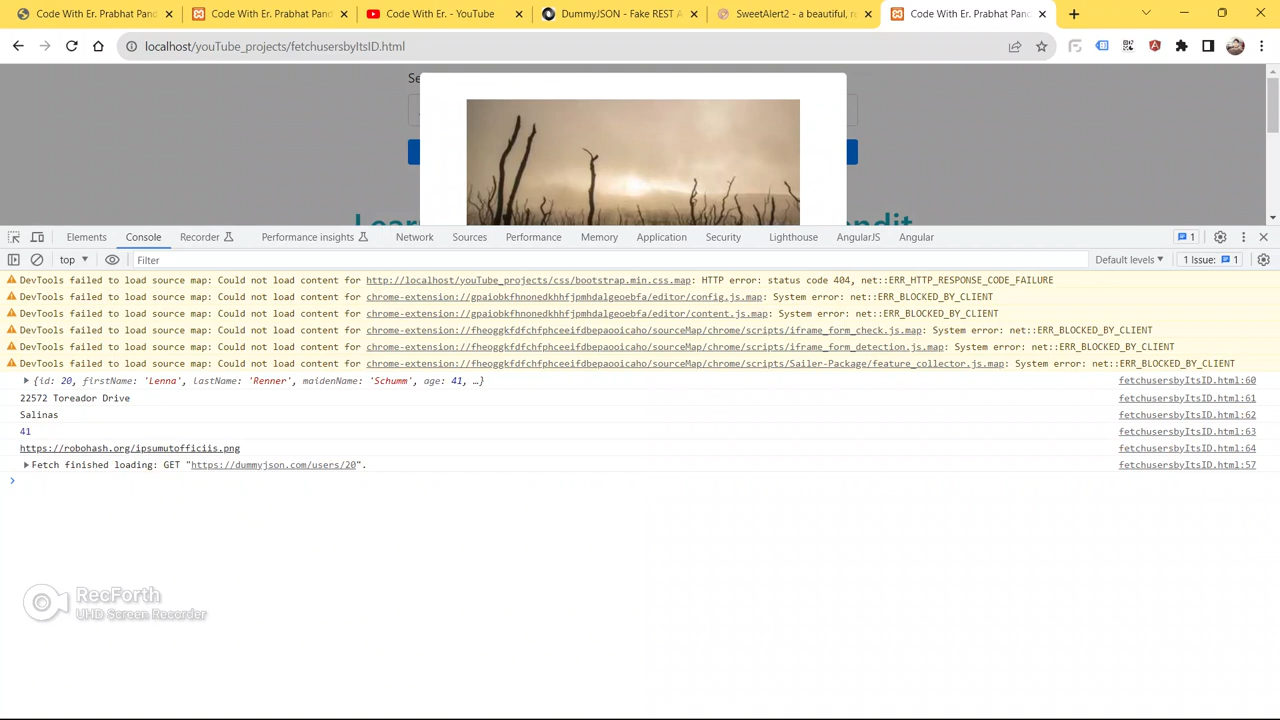 Code With Er. Prabhat Pand
Code With Er. Prabhat Pand
Code With Er. - YouTube
DummyJSON - Fake REST A
SweetAlert2 - a beautiful, re
Code With Er. Prabhat Pand
localhost/youTube_projects/fetchusersbyItsID.html
Se
Elements
Console
Recorder
Performance insights
Network
Sources
Performance
Memory
Application
Security
Lighthouse
AngularJS
Angular
1
top
Filter
Default levels
1 Issue: 1
DevTools failed to load source map: Could not load content for http://localhost/youTube_projects/css/bootstrap.min.css.map: HTTP error: status code 404, net::ERR_HTTP_RESPONSE_CODE_FAILURE
DevTools failed to load source map: Could not load content for chrome-extension://gpaiobkfhnonedkhhfjpmhdalgeoebfa/editor/config.js.map: System error: net::ERR_BLOCKED_BY_CLIENT
DevTools failed to load source map: Could not load content for chrome-extension://gpaiobkfhnonedkhhfjpmhdalgeoebfa/editor/content.js.map: System error: net::ERR_BLOCKED_BY_CLIENT
DevTools failed to load source map: Could not load content for chrome-extension://fheoggkfdfchfphceeifdbepaooicaho/sourceMap/chrome/scripts/iframe_form_check.js.map: System error: net::ERR_BLOCKED_BY_CLIENT
DevTools failed to load source map: Could not load content for chrome-extension://fheoggkfdfchfphceeifdbepaooicaho/sourceMap/chrome/scripts/iframe_form_detection.js.map: System error: net::ERR_BLOCKED_BY_CLIENT
DevTools failed to load source map: Could not load content for chrome-extension://fheoggkfdfchfphceeifdbepaooicaho/sourceMap/chrome/scripts/Sailer-Package/feature_collector.js.map: System error: net::ERR_BLOCKED_BY_CLIENT
{id: 20, firstName: 'Lenna', lastName: 'Renner', maidenName: 'Schumm', age: 41, …} fetchusersbyItsID.html:60
22572 Toreador Drive fetchusersbyItsID.html:61
Salinas fetchusersbyItsID.html:62
41 fetchusersbyItsID.html:63
https://robohash.org/ipsumutofficiis.png fetchusersbyItsID.html:64
Fetch finished loading: GET "https://dummyjson.com/users/20". fetchusersbyItsID.html:57
RecForth
UHD Screen Recorder